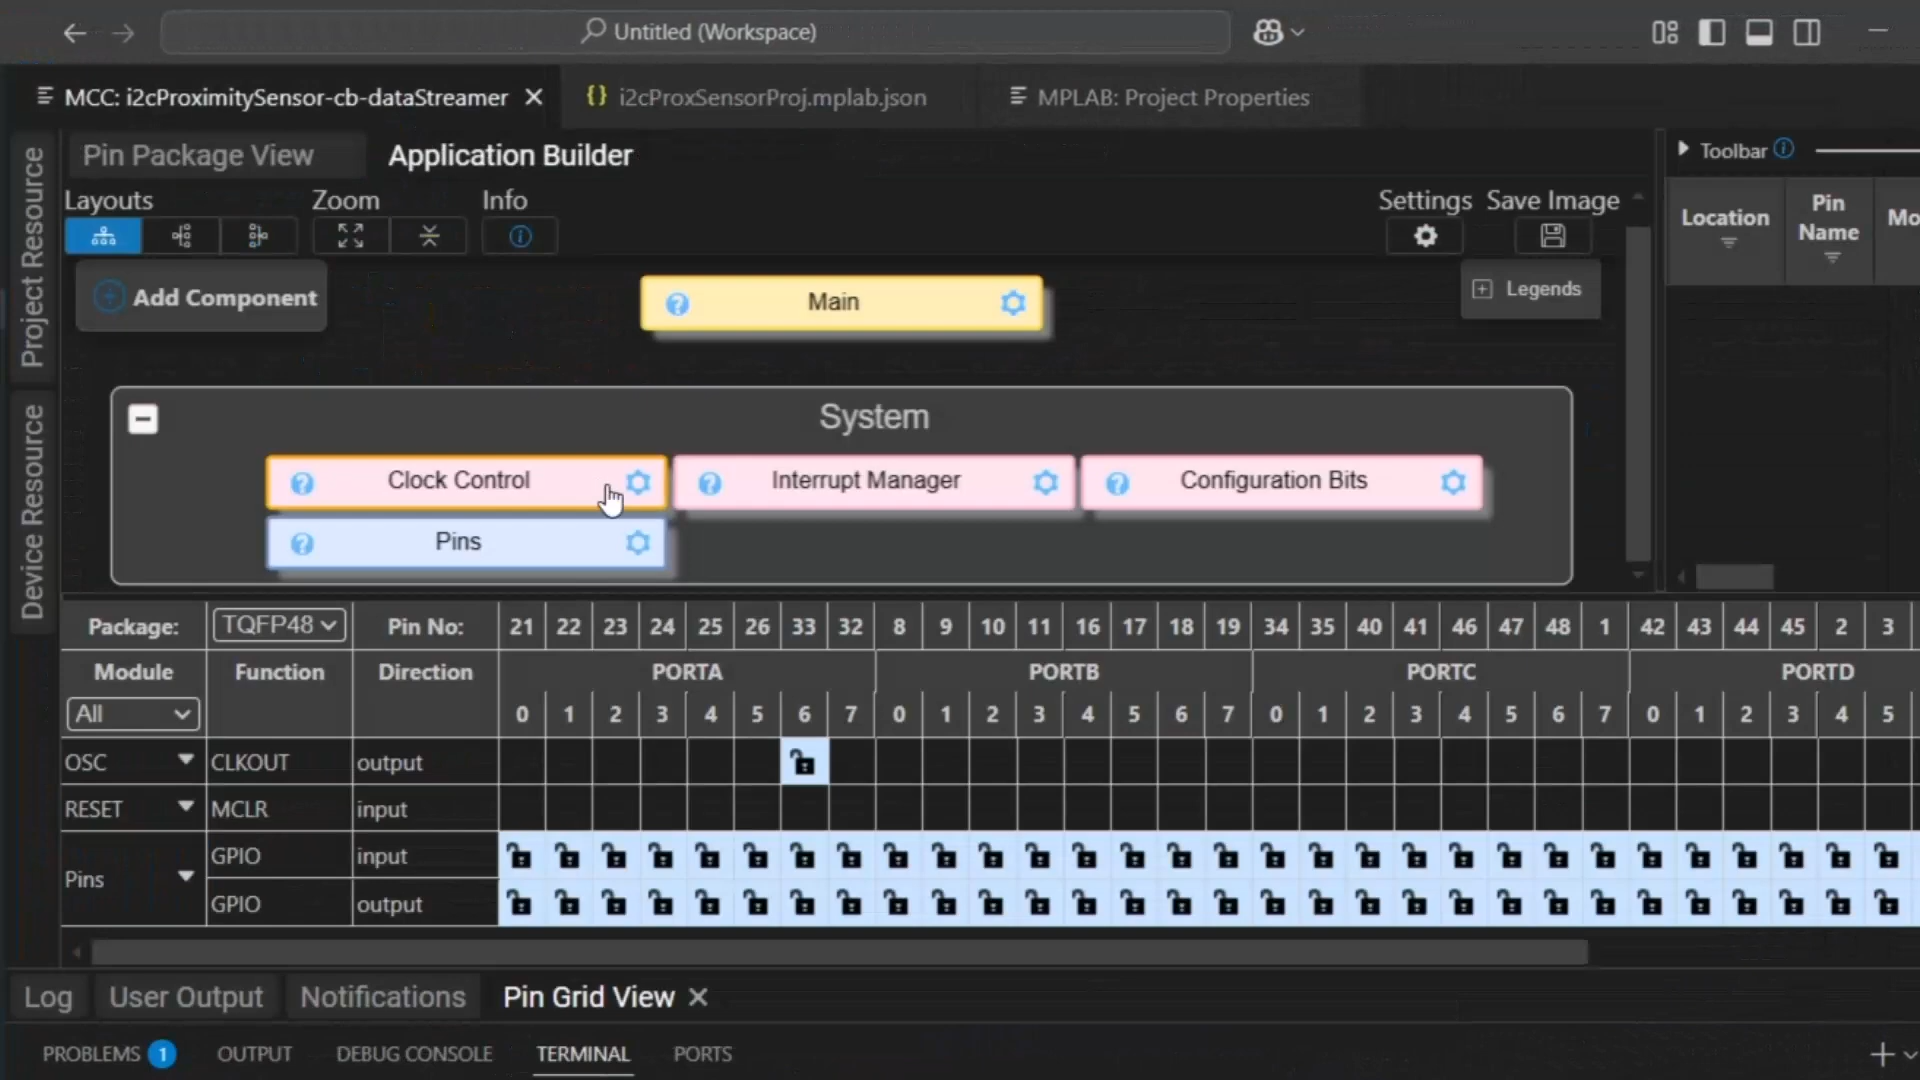 Untitled (Workspace)
MCC: i2cProximitySensor-cb-dataStreamer
{} i2cProxSensorProj.mplab.json
MPLAB: Project Properties
Project Resource
Device Resource
Pin Package View
Application Builder
Layouts
Zoom
Info
Settings
Save Image
Add Component
Legends
Main
System
Clock Control
Interrupt Manager
Configuration Bits
Pins
Toolbar
Location
Pin Name
Mo
Package: TQFP48 Pin No: 21 22 23 24 25 26 33 32 8 9 10 11 16 17 18 19 34 35 40 41 46 47 48 1 42 43 44 45 2 3
Module Function Direction PORTA PORTB PORTC PORTD
All 0 1 2 3 4 5 6 7 0 1 2 3 4 5 6 7 0 1 2 3 4 5 6 7 0 1 2 3 4 5
OSC CLKOUT output
RESET MCLR input
Pins GPIO input
GPIO output
Log
User Output
Notifications
Pin Grid View
PROBLEMS 1
OUTPUT
DEBUG CONSOLE
TERMINAL
PORTS